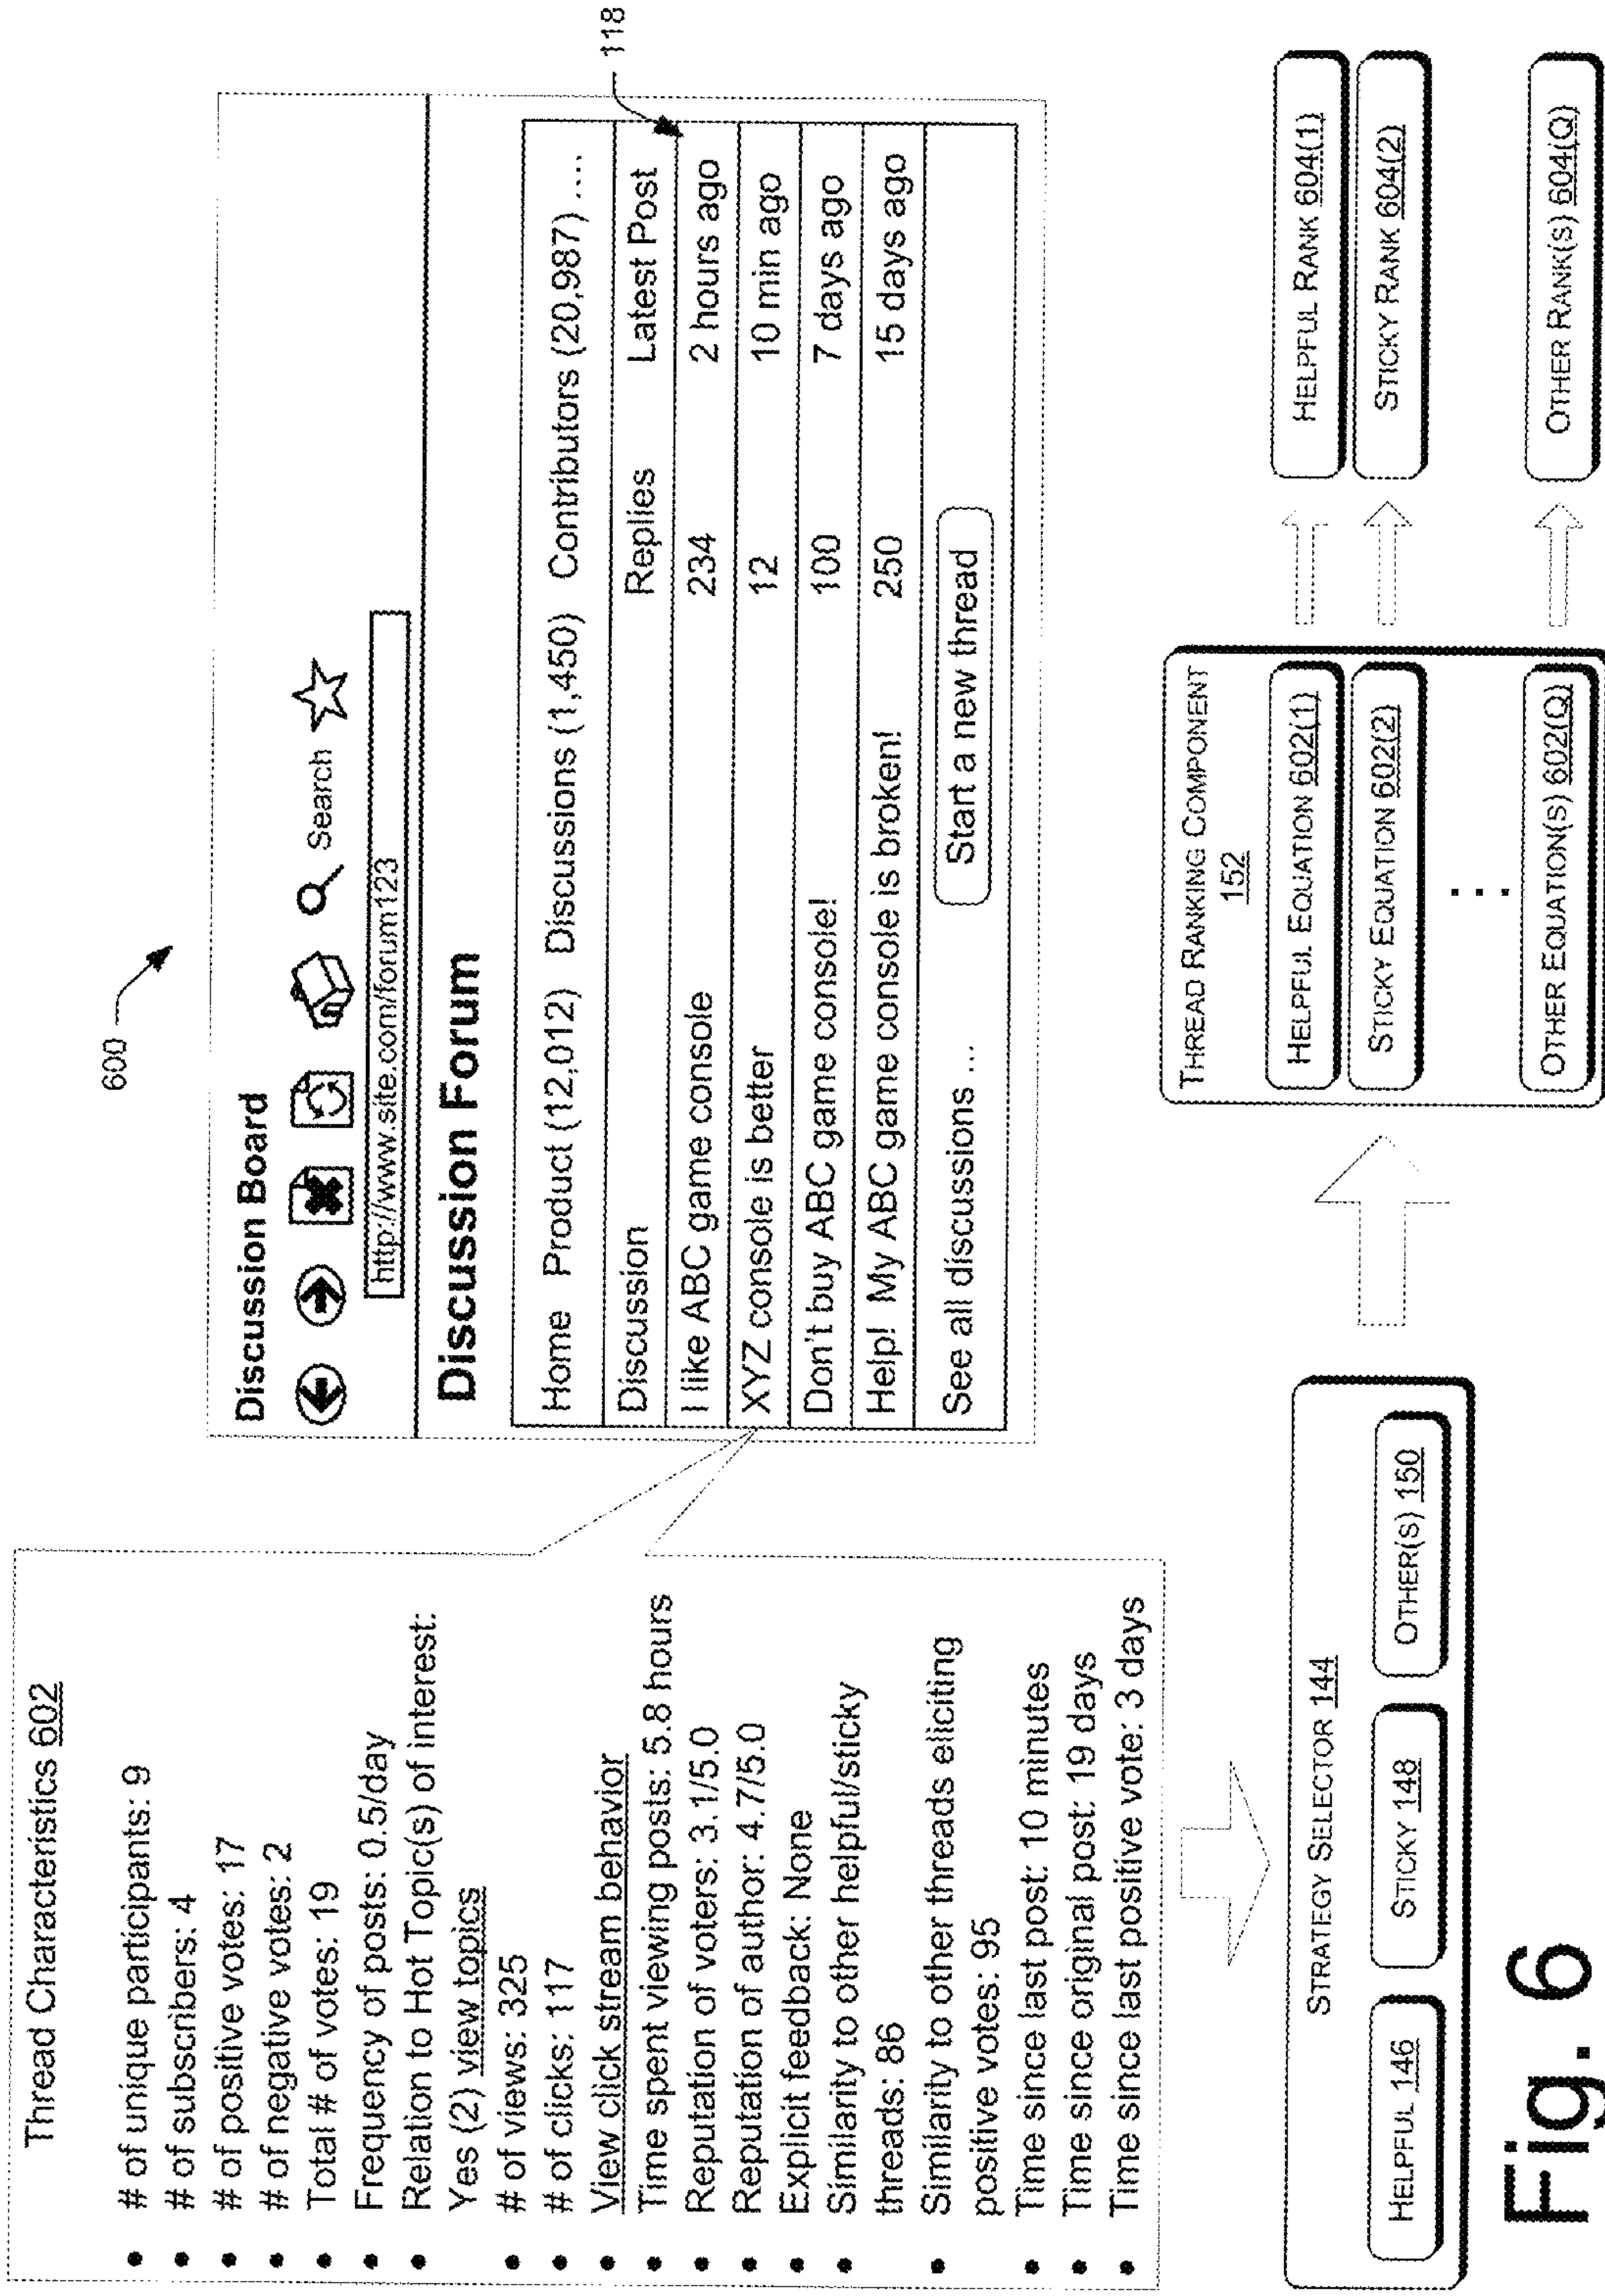 600
Thread Characteristics 602
• # of unique participants: 9
• # of subscribers: 4
• # of positive votes: 17
• # of negative votes: 2
• Total # of votes: 19
• Frequency of posts: 0.5/day
• Relation to Hot Topic(s) of interest:
Yes (2) view topics
• # of views: 325
• # of clicks: 117
• View click stream behavior
• Time spent viewing posts: 5.8 hours
• Reputation of voters: 3.1/5.0
• Reputation of author: 4.7/5.0
• Explicit feedback: None
• Similarity to other helpful/sticky
threads: 86
• Similarity to other threads eliciting
positive votes: 95
• Time since last post: 10 minutes
• Time since original post: 19 days
• Time since last positive vote: 3 days
Discussion Board
Search
http://www.site.com/forum123
Discussion Forum
Home Product (12,012) Discussions (1,450) Contributors (20,987) ....
Discussion Replies Latest Post
I like ABC game console 234 2 hours ago
XYZ console is better 12 10 min ago
Don't buy ABC game console! 100 7 days ago
Help! My ABC game console is broken! 250 15 days ago
See all discussions ... Start a new thread
118
STRATEGY SELECTOR 144
HELPFUL 146 STICKY 148 OTHER(S) 150
THREAD RANKING COMPONENT
152
HELPFUL EQUATION 602(1)
STICKY EQUATION 602(2)
...
OTHER EQUATION(S) 602(Q)
HELPFUL RANK 604(1)
STICKY RANK 604(2)
OTHER RANK(S) 604(Q)
Fig. 6